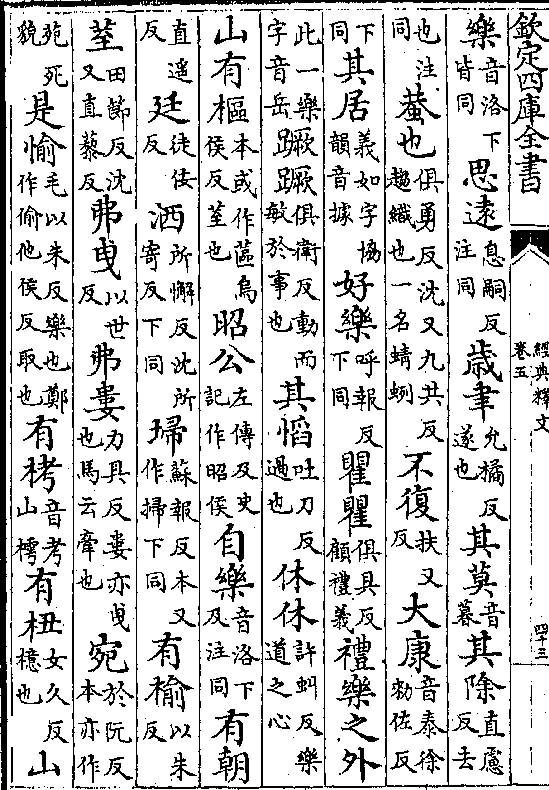 欽定四庫全書
經典釋文
卷五
四十三
樂音洛下皆同思遠息嗣反注同歳聿允橘反遂也其莫音暮其除直慮反去
也注同蛬也俱勇反沈又九共反趨織也一名蜻蛚不復扶又反大康音泰徐勑佐反
下同其居義如字協韻音據好樂呼報反下同瞿瞿俱具反顧禮義禮樂之外
此一樂字音岳蹶蹶俱衛反動而敏於事也其慆吐刀反過也休休許虯反樂道之心
山有樞本或作蓲烏侯反荎也昭公左傳及史記作昭侯自樂音洛下及注同有朝
直遥反廷徒佞反洒所懈反沈所寄反下同埽蘇報反本又作掃下同有榆以朱反
荎田節反沈又直藜反弗曳以世反弗婁力具反婁亦曳也馬云牽也宛於阮反本亦作
苑死貌是愉毛以朱反樂也鄭作偷他侯反取也有栲音考山樗有杻女久反檍也山